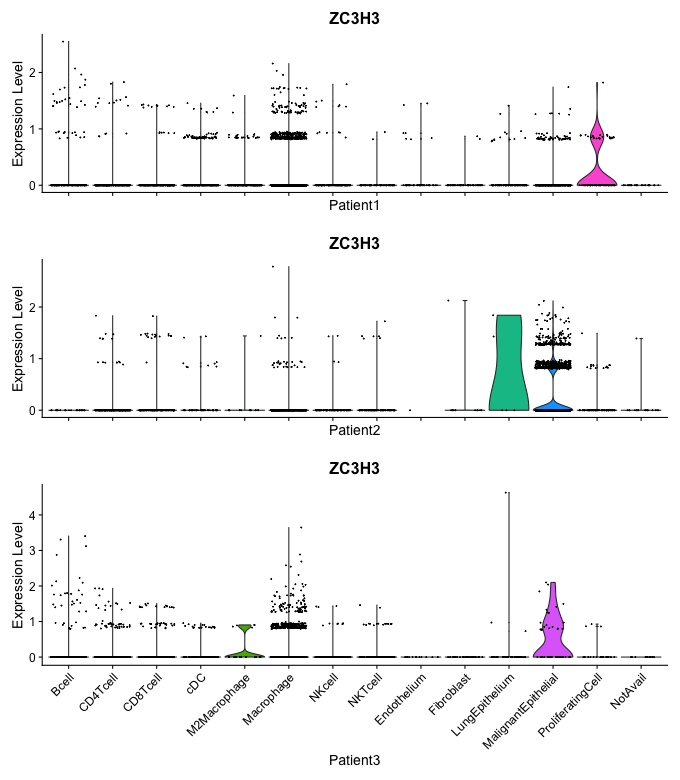 ZC3H3
Expression Level
2
1
0
Patient1
ZC3H3
Expression Level
2
1
0
Patient2
ZC3H3
Expression Level
4
3
2
1
0
Bcell
CD4Tcell
CD8Tcell
cDC
M2Macrophage
Macrophage
NKcell
NKTcell
Endothelium
Fibroblast
LungEpithelium
MalignantEpithelial
ProliferatingCell
NotAvail
Patient3